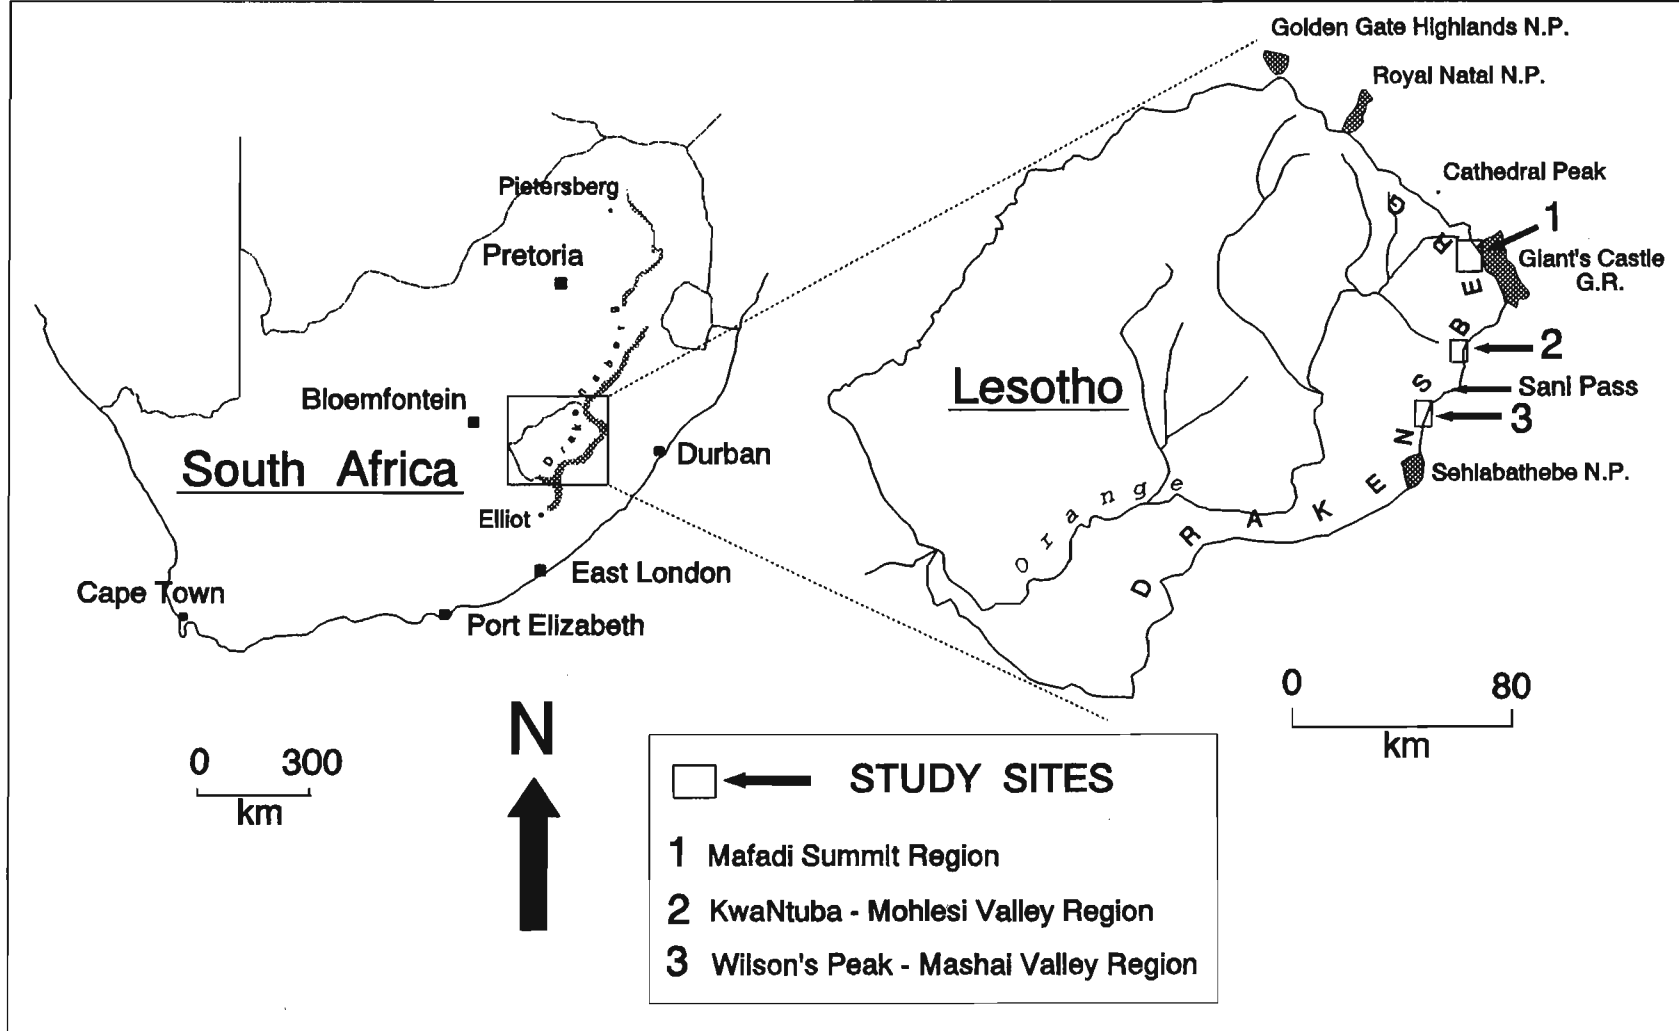 Golden Gate Highlands N.P.
Royal Natal N.P.
Cathedral Peak
1
Giant's Castle
G.R.
2
Sani Pass
3
Sehlabathebe N.P.
Lesotho
Orange
DRAKENSBERG
0 80
km
Pietersberg
Pretoria
Drakensberg
Bloemfontein
South Africa
Durban
Elliot
East London
Cape Town
Port Elizabeth
0 300
km
N
STUDY SITES
1 Mafadi Summit Region
2 KwaNtuba - Mohlesi Valley Region
3 Wilson's Peak - Mashai Valley Region